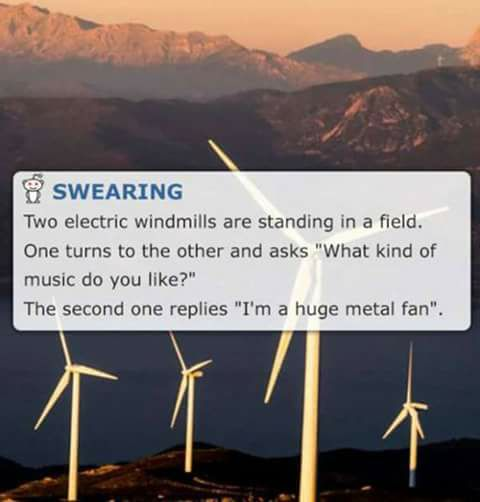 SWEARING
Two electric windmills are standing in a field.
One turns to the other and asks "What kind of
music do you like?"
The second one replies "I'm a huge metal fan".